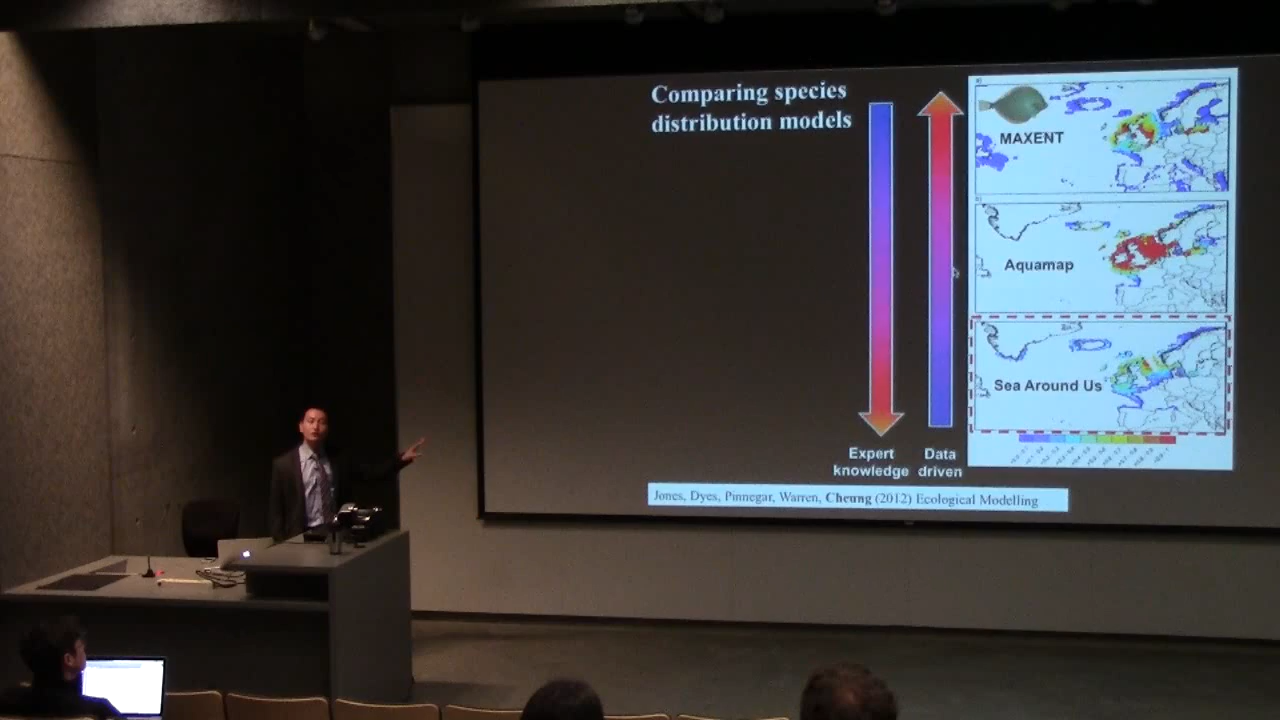 Comparing species
distribution models
MAXENT
Aquamap
Sea Around Us
Expert
knowledge
Data
driven
Jones, Dyes, Pinnegar, Warren, Cheung (2012) Ecological Modelling